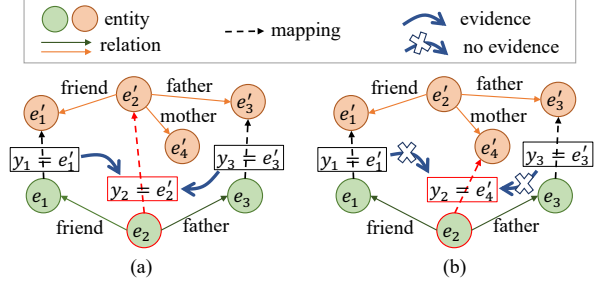 entity
evidence
mapping
relation
no evidence
friend
e′₂
father
e′₁
e′₃
mother
e′₄
y₁ = e′₁
y₃ = e′₃
y₂ = e′₂
e₁
e₃
friend
father
e₂
(a)
friend
e′₂
father
e′₁
e′₃
mother
e′₄
y₁ = e′₁
y₃ = e′₃
y₂ = e′₄
e₁
e₃
friend
father
e₂
(b)